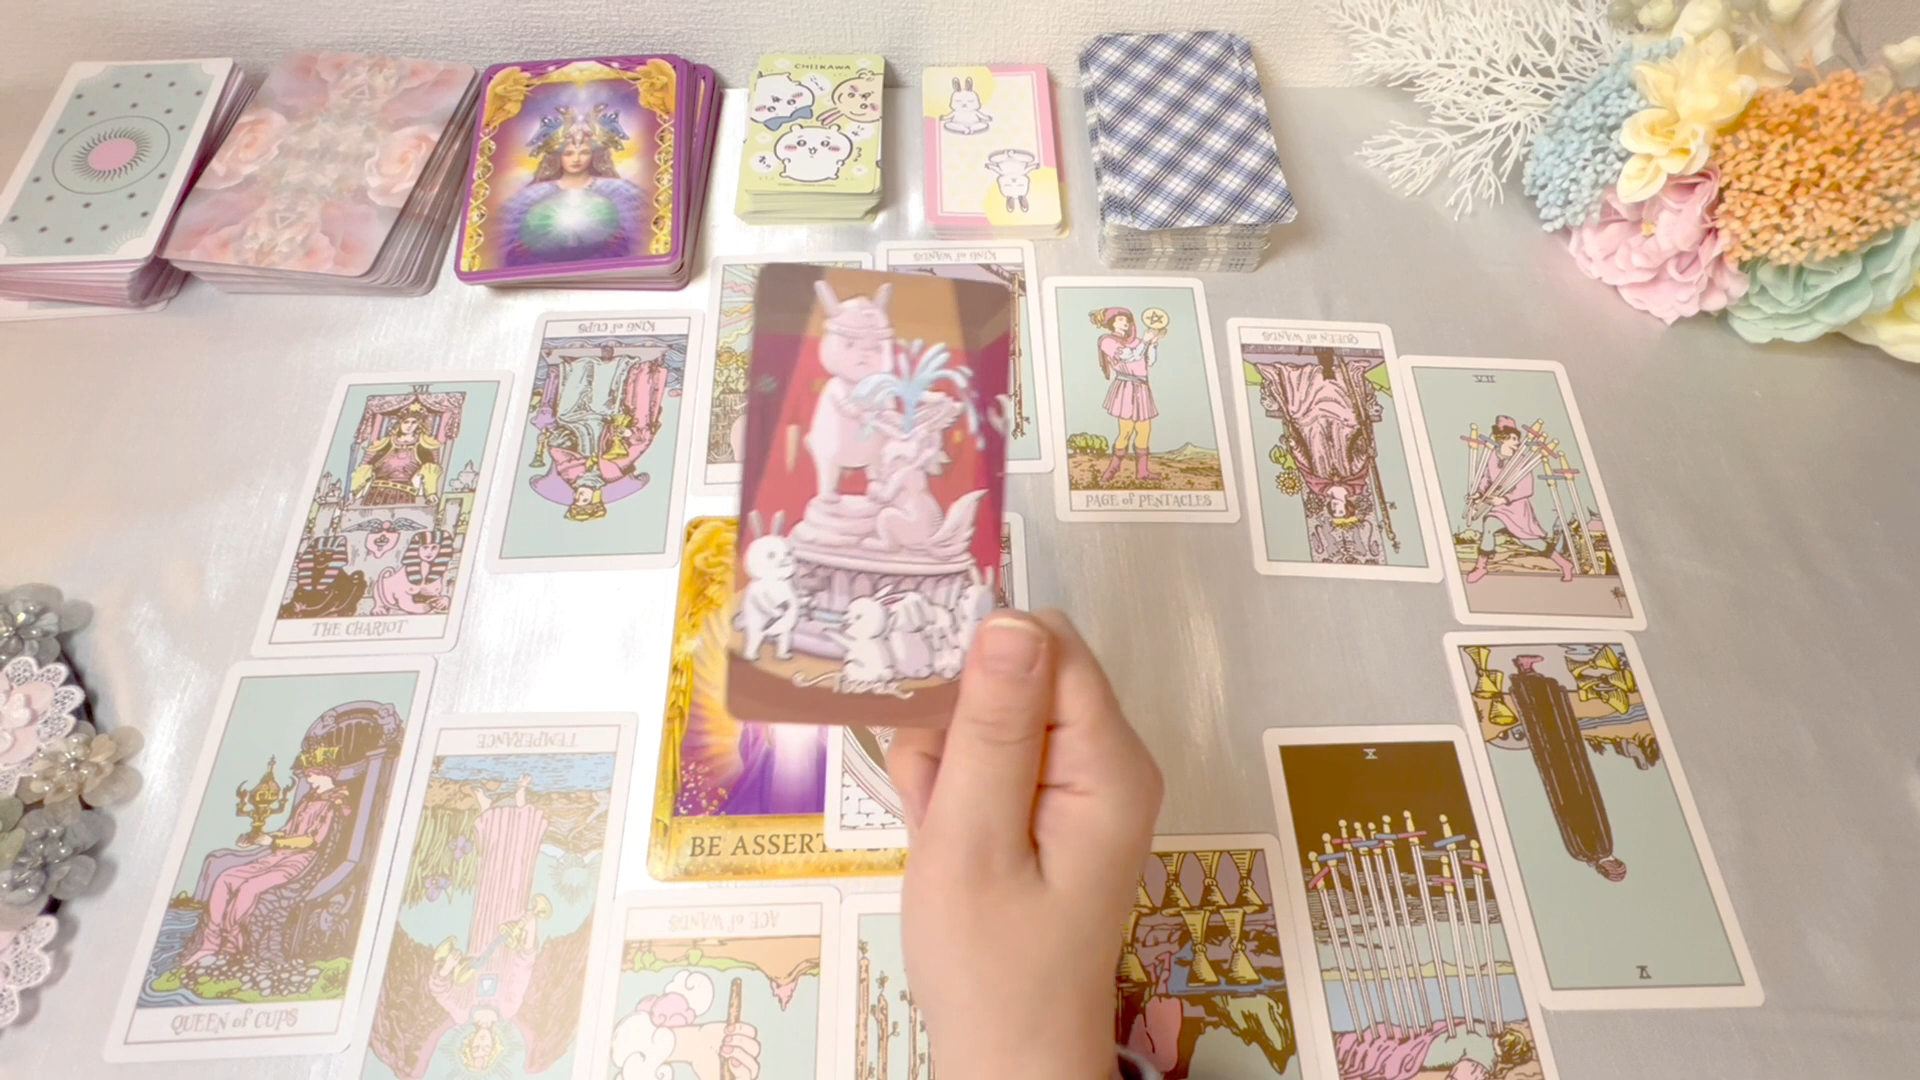 CHIIKAWA
KING of WANDS
KING of CUPS
QUEEN of WANDS
VII
VII
PAGE of PENTACLES
THE CHARIOT
TEMPERANCE
X
BE ASSERT
ACE of WANDS
V
QUEEN of CUPS